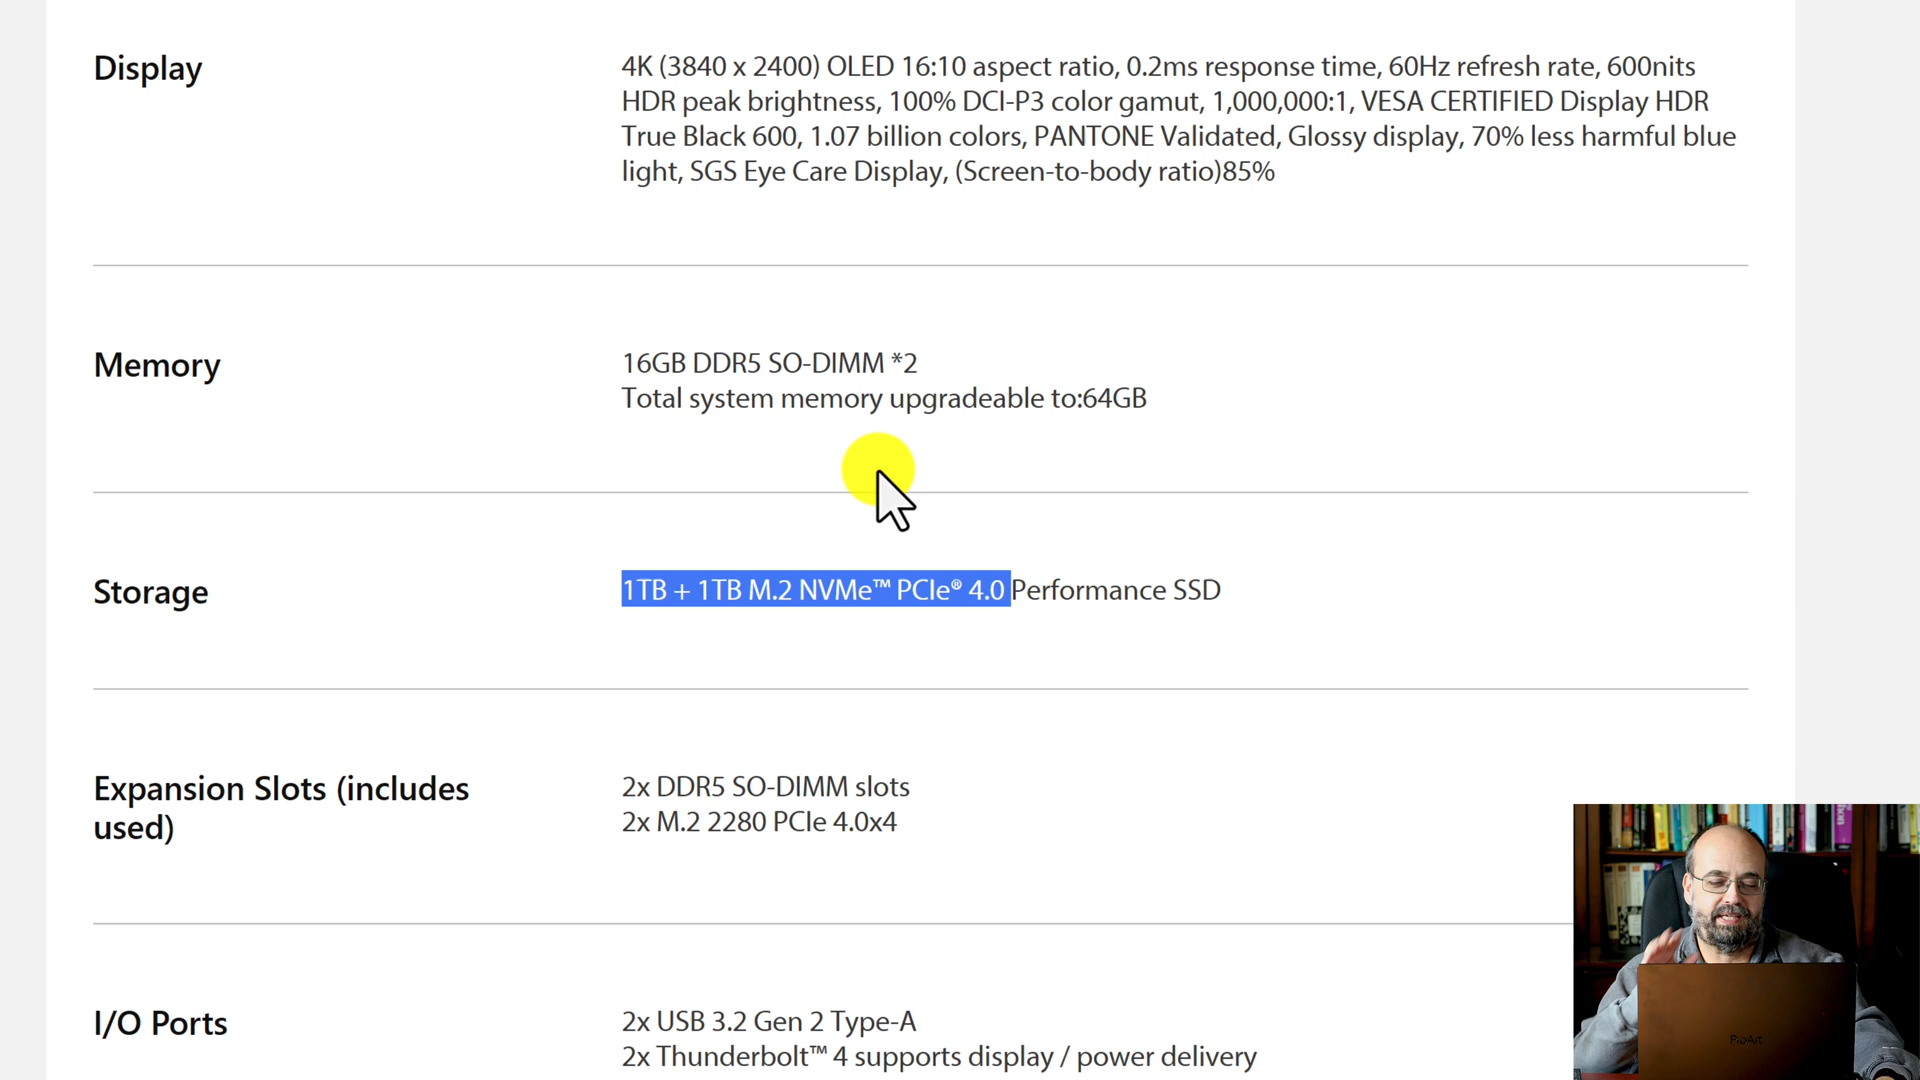 Display
4K (3840 x 2400) OLED 16:10 aspect ratio, 0.2ms response time, 60Hz refresh rate, 600nits
HDR peak brightness, 100% DCI-P3 color gamut, 1,000,000:1, VESA CERTIFIED Display HDR
True Black 600, 1.07 billion colors, PANTONE Validated, Glossy display, 70% less harmful blue
light, SGS Eye Care Display, (Screen-to-body ratio)85%
Memory
16GB DDR5 SO-DIMM *2
Total system memory upgradeable to:64GB
Storage
1TB + 1TB M.2 NVMe™ PCIe® 4.0 Performance SSD
Expansion Slots (includes
used)
2x DDR5 SO-DIMM slots
2x M.2 2280 PCIe 4.0x4
I/O Ports
2x USB 3.2 Gen 2 Type-A
2x Thunderbolt™ 4 supports display / power delivery
ProArt